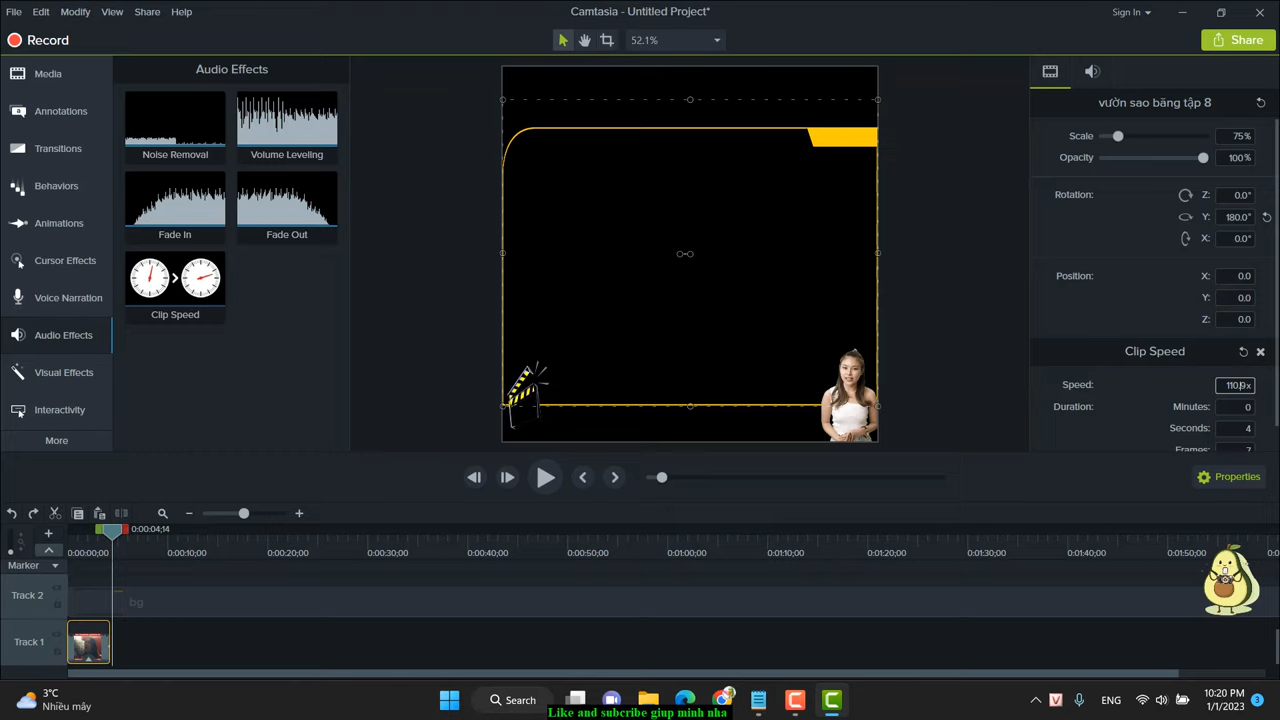 File Edit Modify View Share Help
Camtasia - Untitled Project*
Sign In
Record
52.1%
Share
Media
Annotations
Transitions
Behaviors
Animations
Cursor Effects
Voice Narration
Audio Effects
Visual Effects
Interactivity
More
Audio Effects
Noise Removal
Volume Leveling
Fade In
Fade Out
Clip Speed
vườn sao băng tập 8
Scale 75%
Opacity 100%
Rotation: Z: 0.0°
Y: 180.0°
X: 0.0°
Position: X: 0.0
Y: 0.0
Z: 0.0
Clip Speed
Speed: 110.9x
Duration: Minutes: 0
Seconds: 4
Frames: 7
Properties
0:00:04;14
0:00:00;00 0:00:10;00 0:00:20;00 0:00:30;00 0:00:40;00 0:00:50;00 0:01:00;00 0:01:10;00 0:01:20;00 0:01:30;00 0:01:40;00 0:01:50;00 0:0
Marker
Track 2
bg
Track 1
3°C
Nhiều mây
Search
ENG
10:20 PM
1/1/2023
3
Like and subcribe giup minh nha